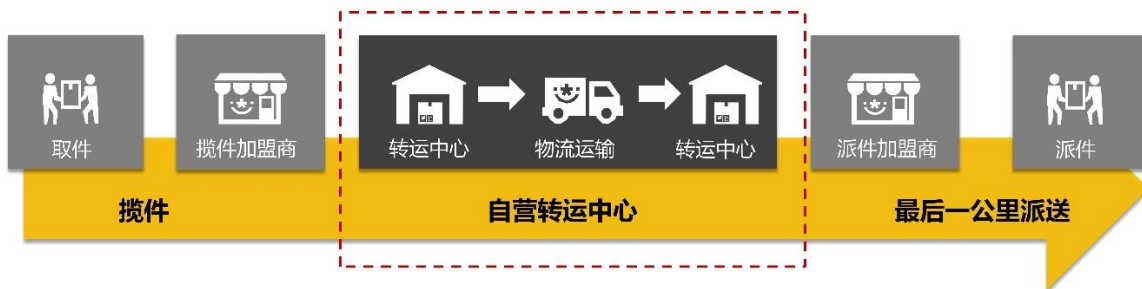 取件
揽件加盟商
转运中心
物流运输
转运中心
派件加盟商
派件
揽件
自营转运中心
最后一公里派送